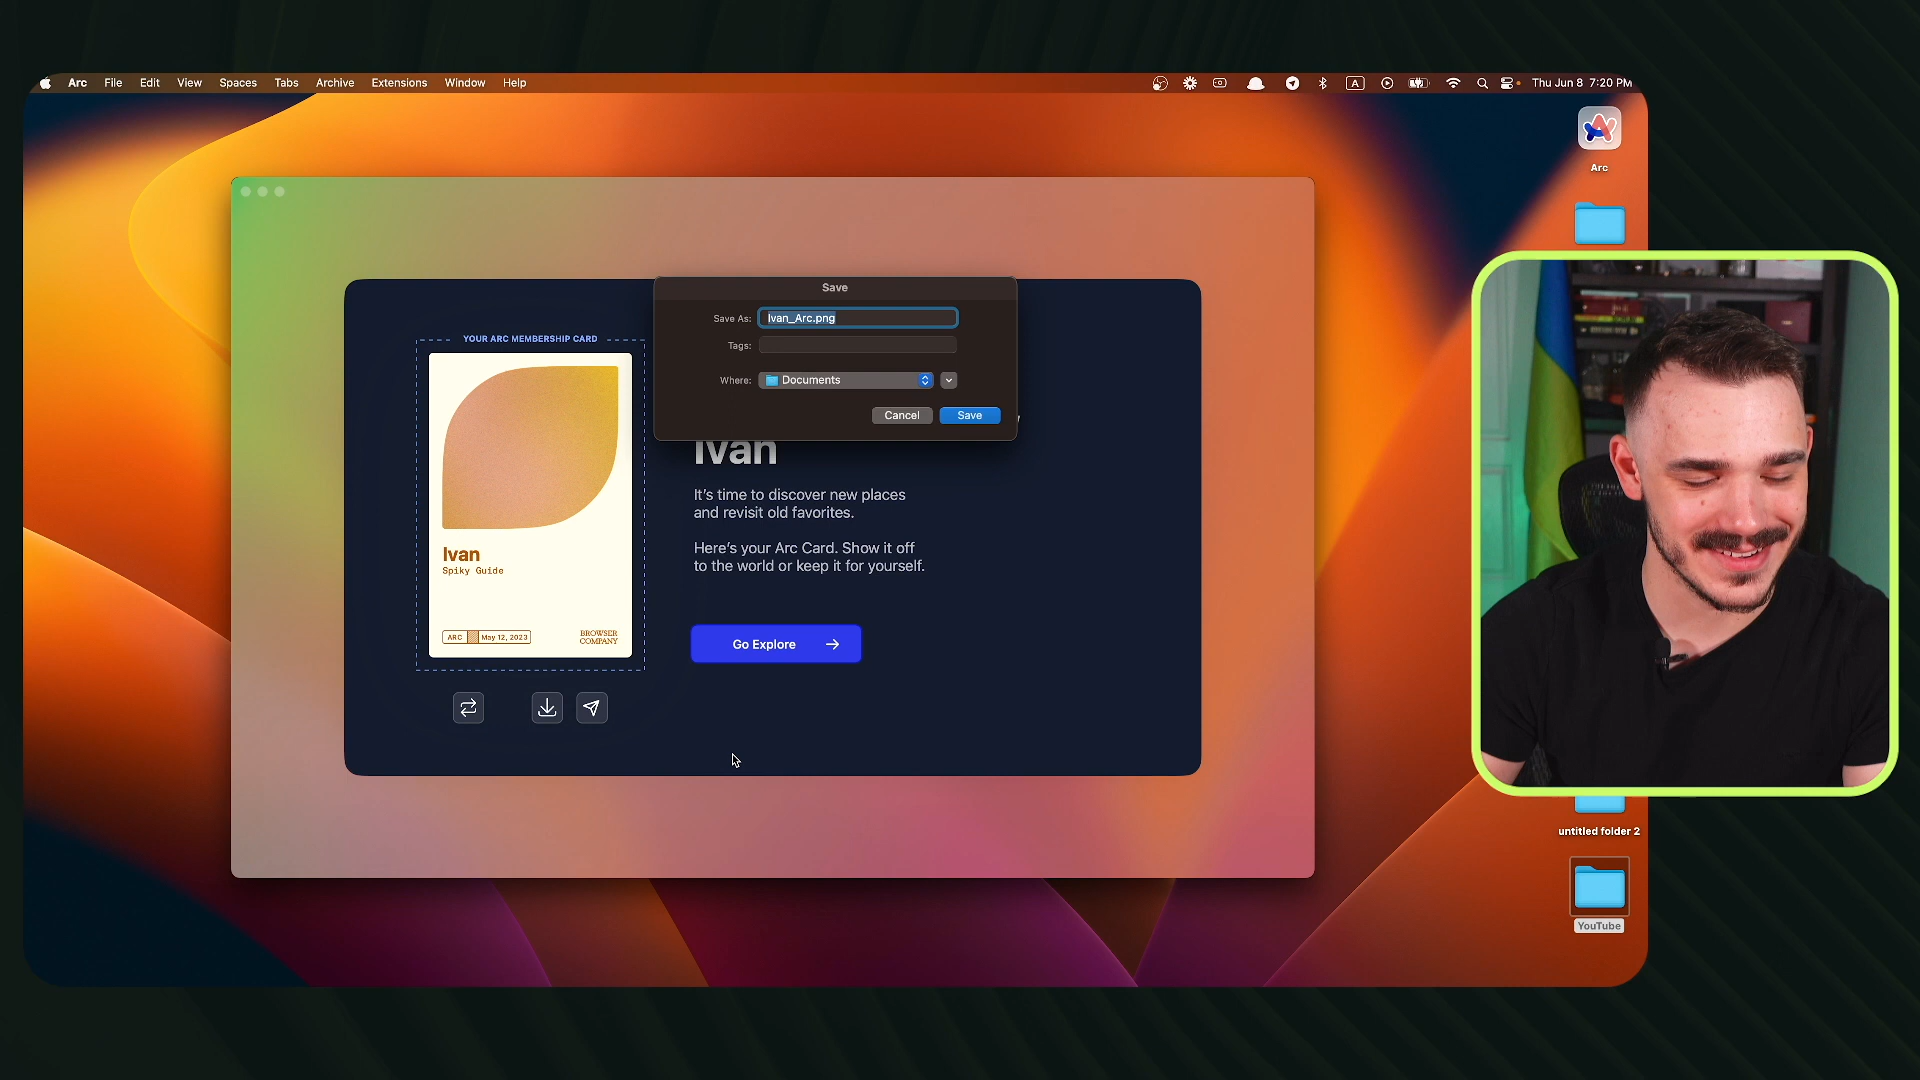 Arc File Edit View Spaces Tabs Archive Extensions Window Help
A
Thu Jun 8 7:20 PM
Arc
Save
Save As: Ivan_Arc.png
Tags:
Where: Documents
Cancel Save
YOUR ARC MEMBERSHIP CARD
Ivan
Spiky Guide
ARC May 12, 2023
BROWSER
COMPANY
Ivan
It's time to discover new places
and revisit old favorites.
Here's your Arc Card. Show it off
to the world or keep it for yourself.
Go Explore
untitled folder 2
YouTube